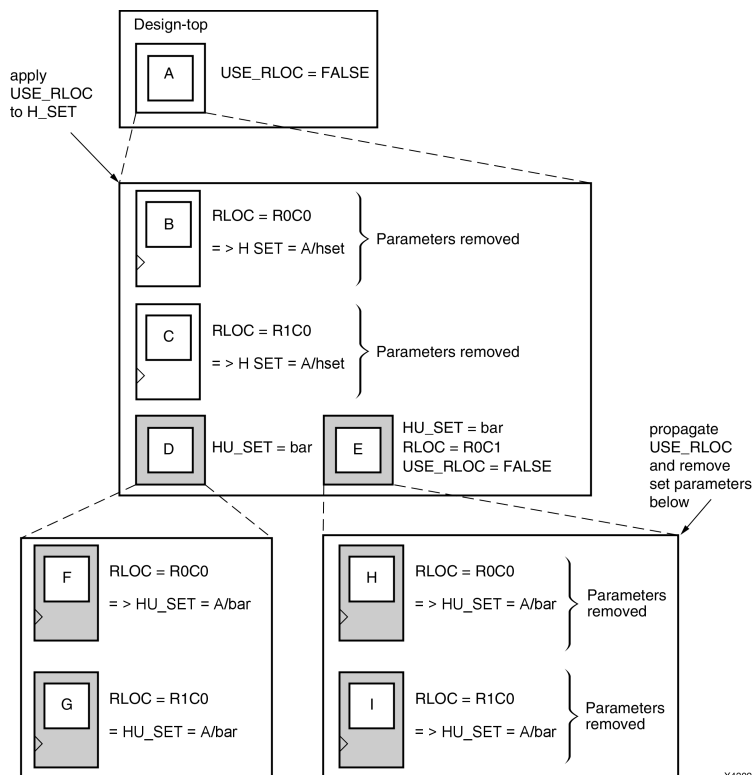 Design-top
A
USE_RLOC = FALSE
apply
USE_RLOC
to H_SET
B
RLOC = R0C0
= > H SET = A/hset
Parameters removed
C
RLOC = R1C0
= > H SET = A/hset
Parameters removed
D
HU_SET = bar
E
HU_SET = bar
RLOC = R0C1
USE_RLOC = FALSE
propagate
USE_RLOC
and remove
set parameters
below
F
RLOC = R0C0
= > HU_SET = A/bar
G
RLOC = R1C0
= HU_SET = A/bar
H
RLOC = R0C0
= > HU_SET = A/bar
Parameters
removed
I
RLOC = R1C0
= > HU_SET = A/bar
Parameters
removed